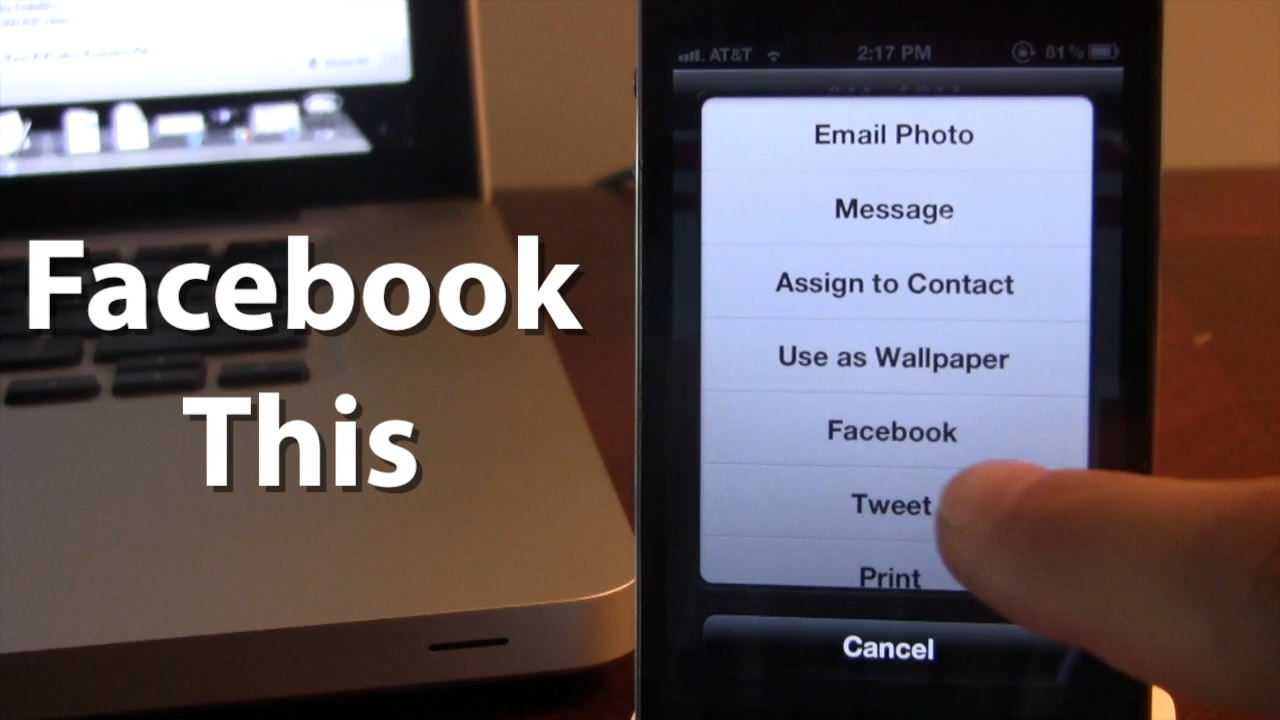 Facebook
This
AT&T 2:17 PM 81%
Email Photo
Message
Assign to Contact
Use as Wallpaper
Facebook
Tweet
Print
Cancel